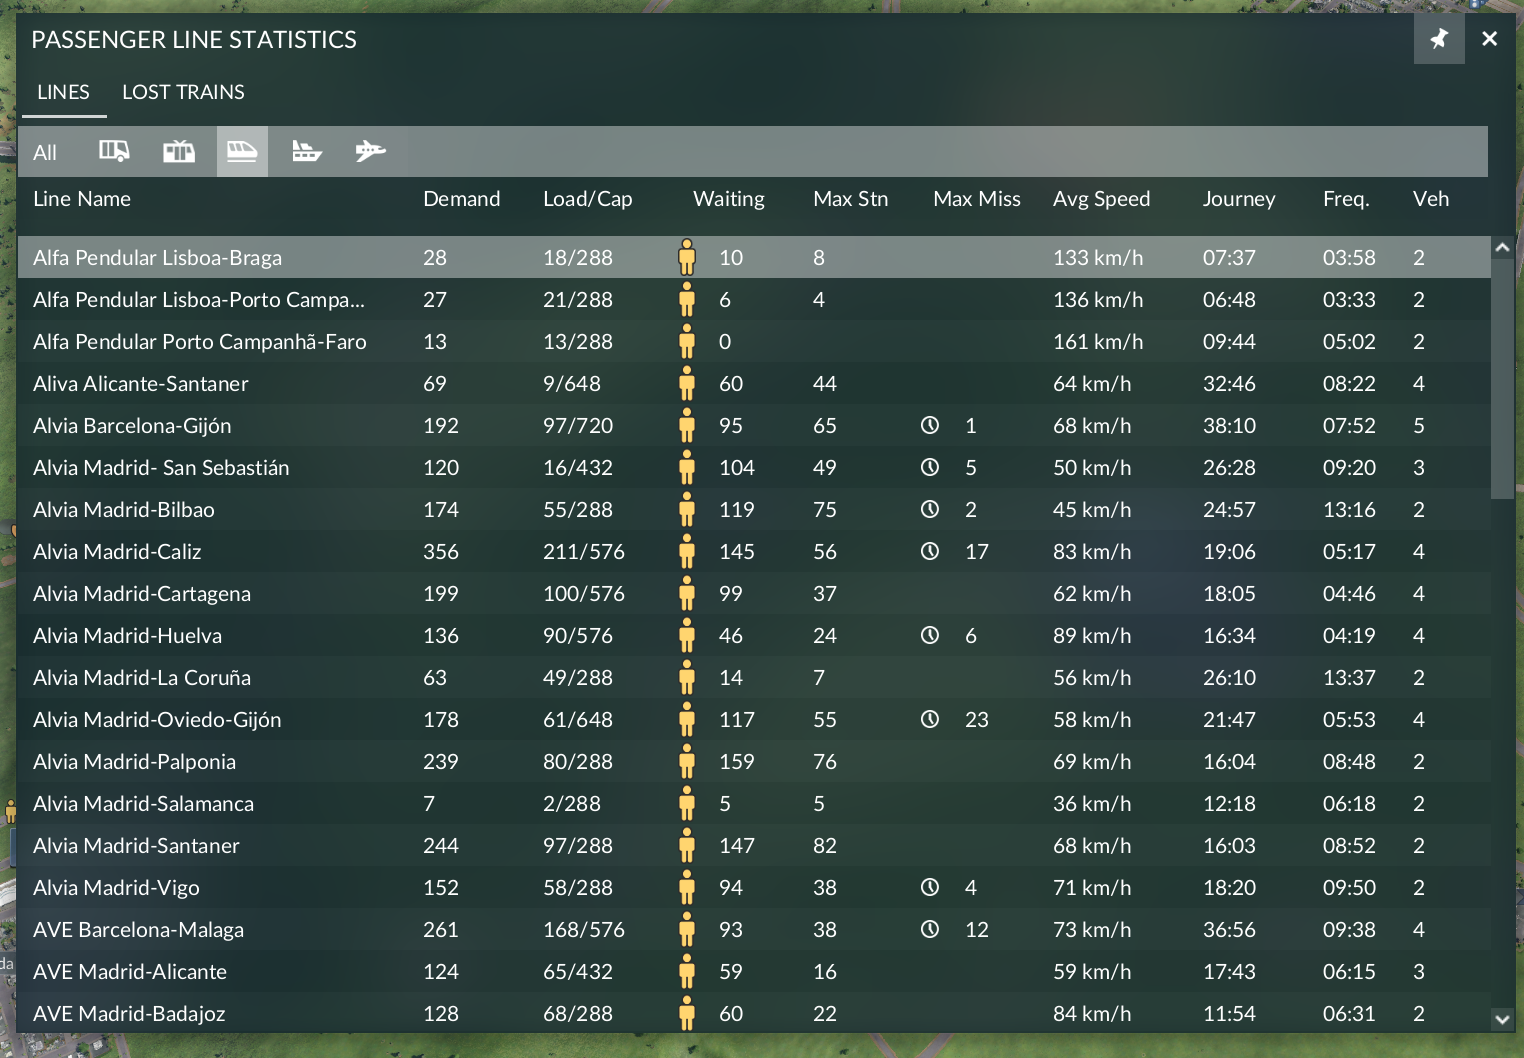 PASSENGER LINE STATISTICS
LINES LOST TRAINS
All
Line Name Demand Load/Cap Waiting Max Stn Max Miss Avg Speed Journey Freq. Veh
Alfa Pendular Lisboa-Braga 28 18/288 10 8 133 km/h 07:37 03:58 2
Alfa Pendular Lisboa-Porto Campa... 27 21/288 6 4 136 km/h 06:48 03:33 2
Alfa Pendular Porto Campanhã-Faro 13 13/288 0 161 km/h 09:44 05:02 2
Aliva Alicante-Santaner 69 9/648 60 44 64 km/h 32:46 08:22 4
Alvia Barcelona-Gijón 192 97/720 95 65 1 68 km/h 38:10 07:52 5
Alvia Madrid- San Sebastián 120 16/432 104 49 5 50 km/h 26:28 09:20 3
Alvia Madrid-Bilbao 174 55/288 119 75 2 45 km/h 24:57 13:16 2
Alvia Madrid-Caliz 356 211/576 145 56 17 83 km/h 19:06 05:17 4
Alvia Madrid-Cartagena 199 100/576 99 37 62 km/h 18:05 04:46 4
Alvia Madrid-Huelva 136 90/576 46 24 6 89 km/h 16:34 04:19 4
Alvia Madrid-La Coruña 63 49/288 14 7 56 km/h 26:10 13:37 2
Alvia Madrid-Oviedo-Gijón 178 61/648 117 55 23 58 km/h 21:47 05:53 4
Alvia Madrid-Palponia 239 80/288 159 76 69 km/h 16:04 08:48 2
Alvia Madrid-Salamanca 7 2/288 5 5 36 km/h 12:18 06:18 2
Alvia Madrid-Santaner 244 97/288 147 82 68 km/h 16:03 08:52 2
Alvia Madrid-Vigo 152 58/288 94 38 4 71 km/h 18:20 09:50 2
AVE Barcelona-Malaga 261 168/576 93 38 12 73 km/h 36:56 09:38 4
AVE Madrid-Alicante 124 65/432 59 16 59 km/h 17:43 06:15 3
AVE Madrid-Badajoz 128 68/288 60 22 84 km/h 11:54 06:31 2
da